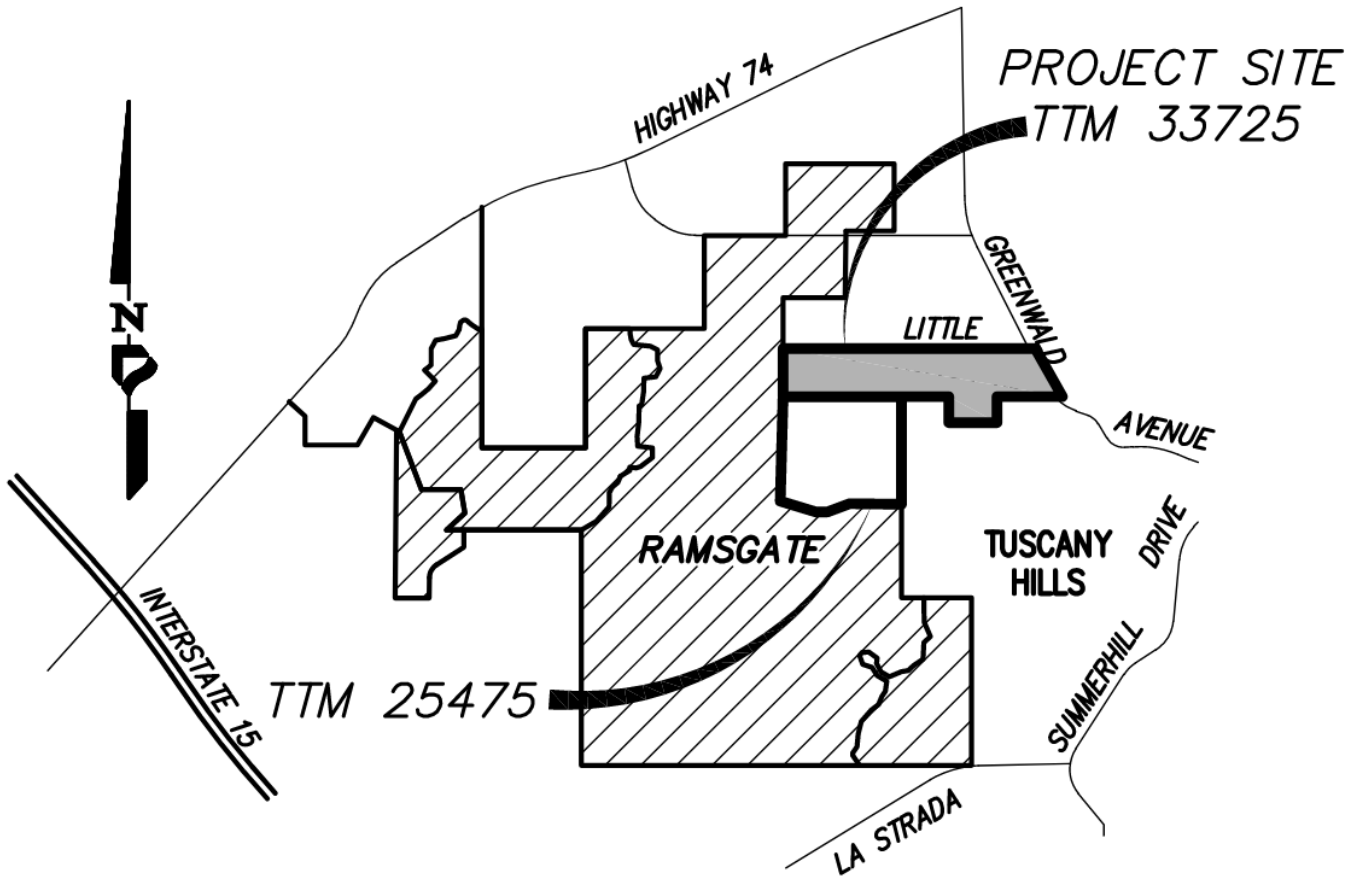 HIGHWAY 74
PROJECT SITE
TTM 33725
N
GREENWALD
LITTLE
AVENUE
RAMSGATE
TUSCANY
HILLS
DRIVE
SUMMERHILL
INTERSTATE 15
TTM 25475
LA STRADA